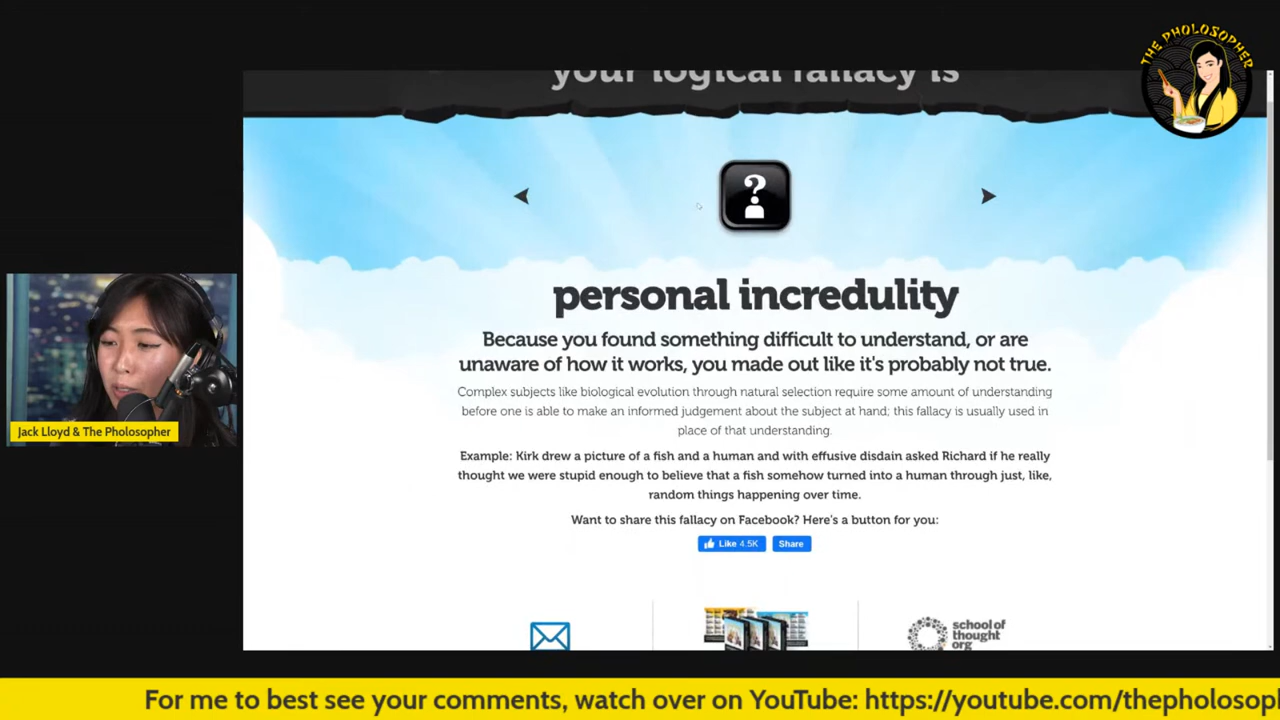 THE PHOLOSOPHER
your logical fallacy is
?
personal incredulity
Because you found something difficult to understand, or are
unaware of how it works, you made out like it's probably not true.
Complex subjects like biological evolution through natural selection require some amount of understanding
before one is able to make an informed judgement about the subject at hand; this fallacy is usually used in
place of that understanding.
Example: Kirk drew a picture of a fish and a human and with effusive disdain asked Richard if he really
thought we were stupid enough to believe that a fish somehow turned into a human through just, like,
random things happening over time.
Want to share this fallacy on Facebook? Here's a button for you:
Like 4.5K
Share
school of
thought
org
Jack Lloyd & The Pholosopher
For me to best see your comments, watch over on YouTube: https://youtube.com/thepholosop